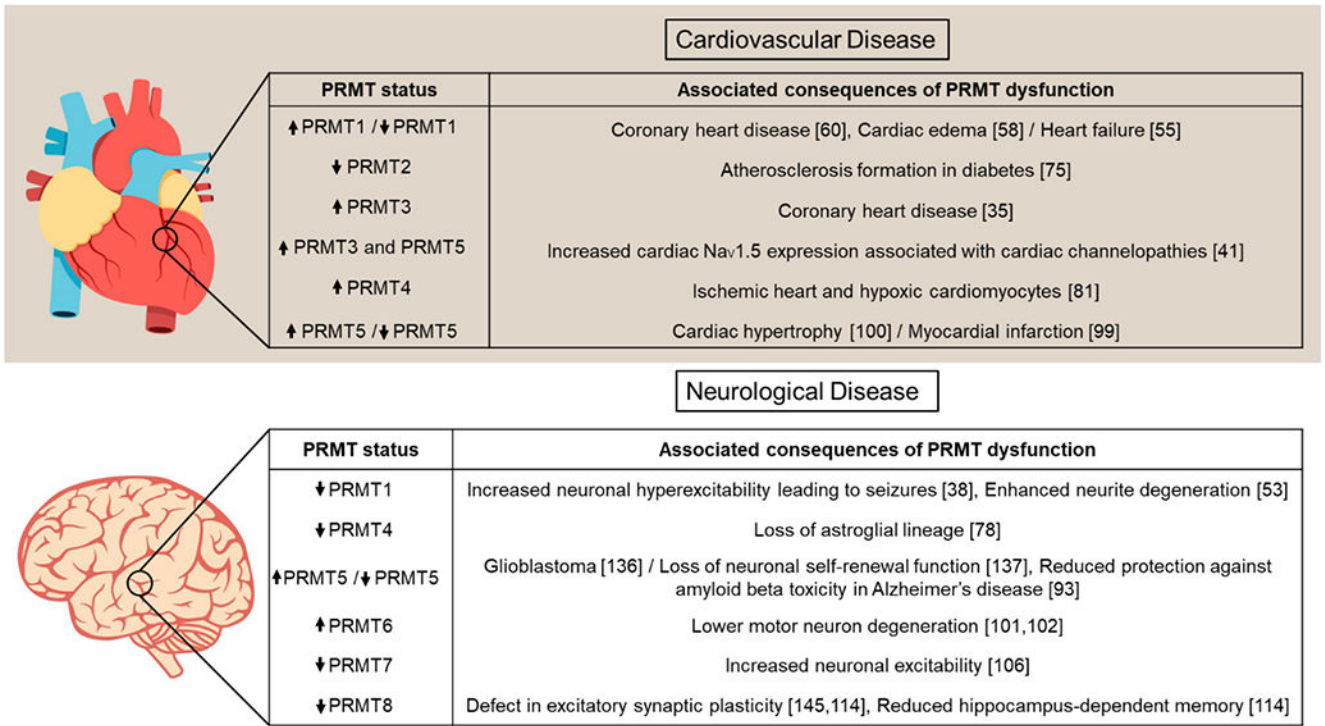 Cardiovascular Disease
PRMT status Associated consequences of PRMT dysfunction
↑PRMT1 /↓PRMT1 Coronary heart disease [60], Cardiac edema [58] / Heart failure [55]
↓ PRMT2 Atherosclerosis formation in diabetes [75]
↑ PRMT3 Coronary heart disease [35]
↑ PRMT3 and PRMT5 Increased cardiac Nav1.5 expression associated with cardiac channelopathies [41]
↑ PRMT4 Ischemic heart and hypoxic cardiomyocytes [81]
↑ PRMT5 /↓ PRMT5 Cardiac hypertrophy [100] / Myocardial infarction [99]
Neurological Disease
PRMT status Associated consequences of PRMT dysfunction
↓PRMT1 Increased neuronal hyperexcitability leading to seizures [38], Enhanced neurite degeneration [53]
↓PRMT4 Loss of astroglial lineage [78]
↑PRMT5 /↓ PRMT5 Glioblastoma [136] / Loss of neuronal self-renewal function [137], Reduced protection against
amyloid beta toxicity in Alzheimer's disease [93]
↑ PRMT6 Lower motor neuron degeneration [101,102]
↓PRMT7 Increased neuronal excitability [106]
↓PRMT8 Defect in excitatory synaptic plasticity [145,114], Reduced hippocampus-dependent memory [114]